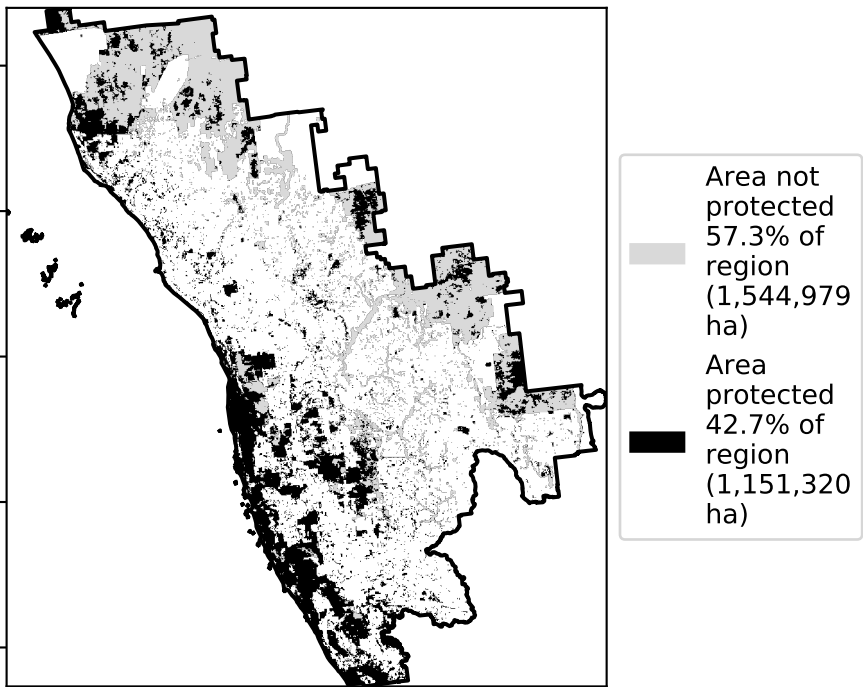 Area not
protected
57.3% of
region
(1,544,979
ha)
Area
protected
42.7% of
region
(1,151,320
ha)